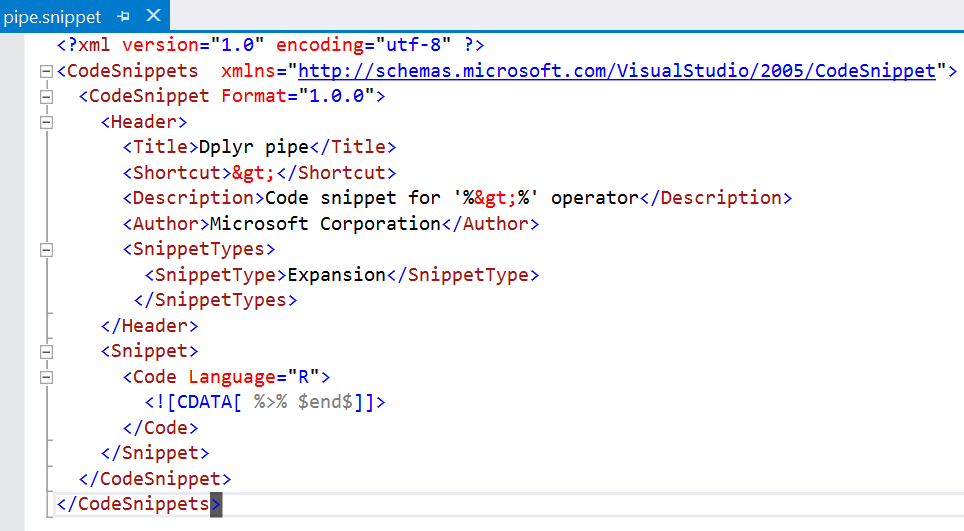 pipe.snippet
<?xml version="1.0" encoding="utf-8" ?>
<CodeSnippets  xmlns="http://schemas.microsoft.com/VisualStudio/2005/CodeSnippet">
  <CodeSnippet Format="1.0.0">
    <Header>
      <Title>Dplyr pipe</Title>
      <Shortcut>&gt;</Shortcut>
      <Description>Code snippet for '%&gt;%' operator</Description>
      <Author>Microsoft Corporation</Author>
      <SnippetTypes>
        <SnippetType>Expansion</SnippetType>
       </SnippetTypes>
    </Header>
    <Snippet>
      <Code Language="R">
        <![CDATA[ %>% $end$]]>
      </Code>
    </Snippet>
  </CodeSnippet>
</CodeSnippets>